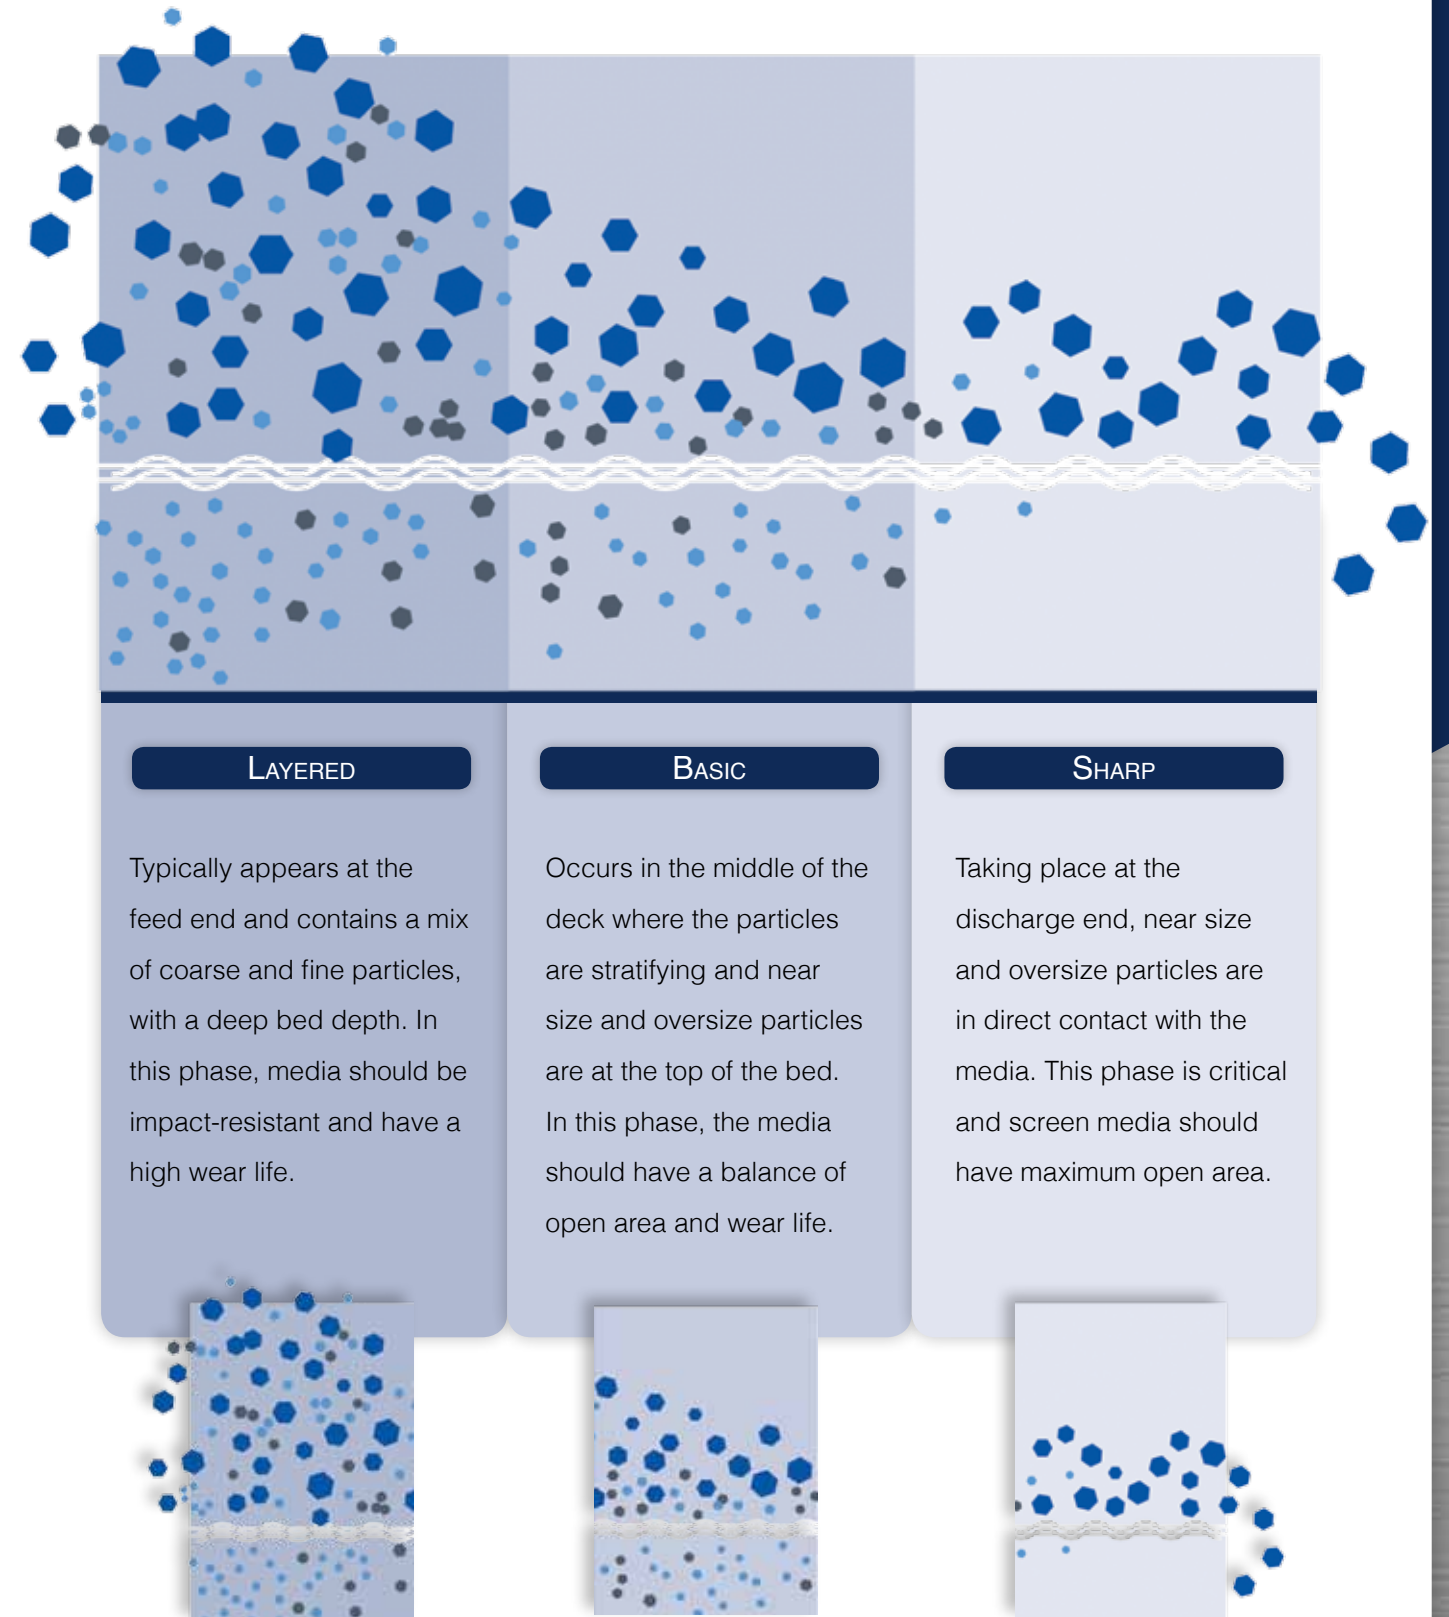 Layered
Typically appears at the
feed end and contains a mix
of coarse and fine particles,
with a deep bed depth. In
this phase, media should be
impact-resistant and have a
high wear life.
Basic
Occurs in the middle of the
deck where the particles
are stratifying and near
size and oversize particles
are at the top of the bed.
In this phase, the media
should have a balance of
open area and wear life.
Sharp
Taking place at the
discharge end, near size
and oversize particles are
in direct contact with the
media. This phase is critical
and screen media should
have maximum open area.